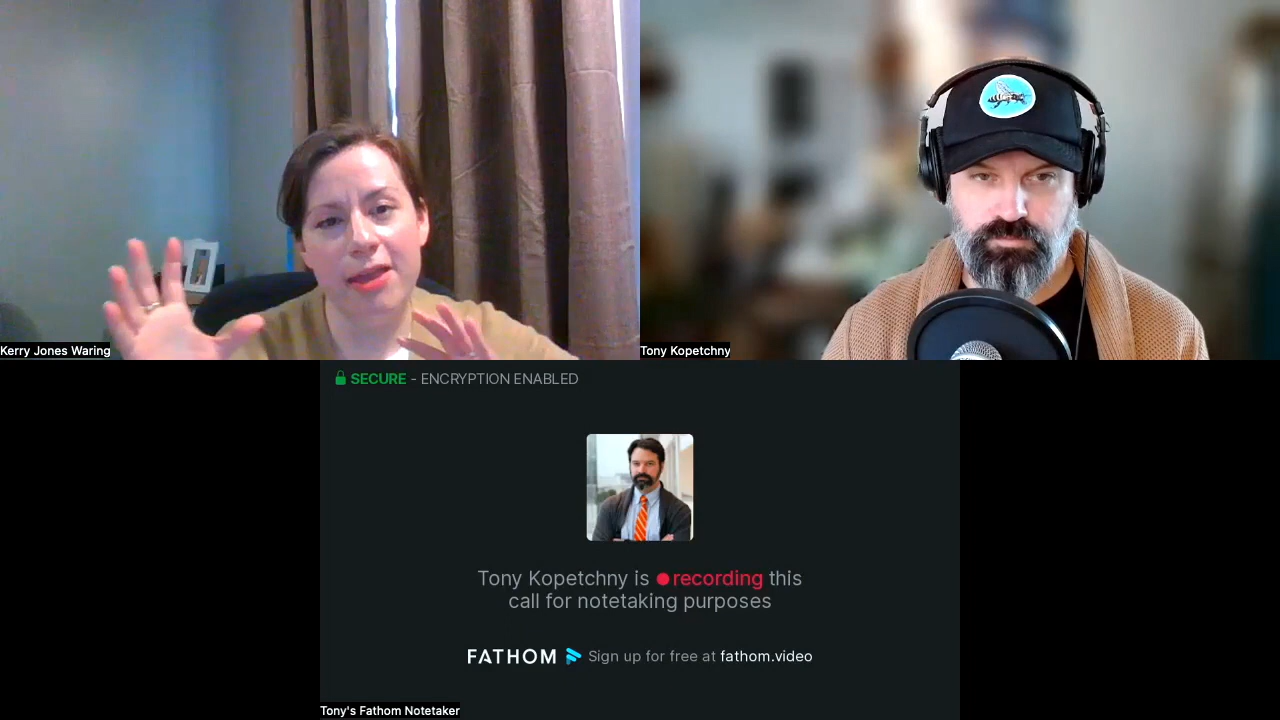 Kerry Jones Waring
Tony Kopetchny
SECURE - ENCRYPTION ENABLED
Tony Kopetchny is recording this
call for notetaking purposes
FATHOM Sign up for free at fathom.video
Tony's Fathom Notetaker